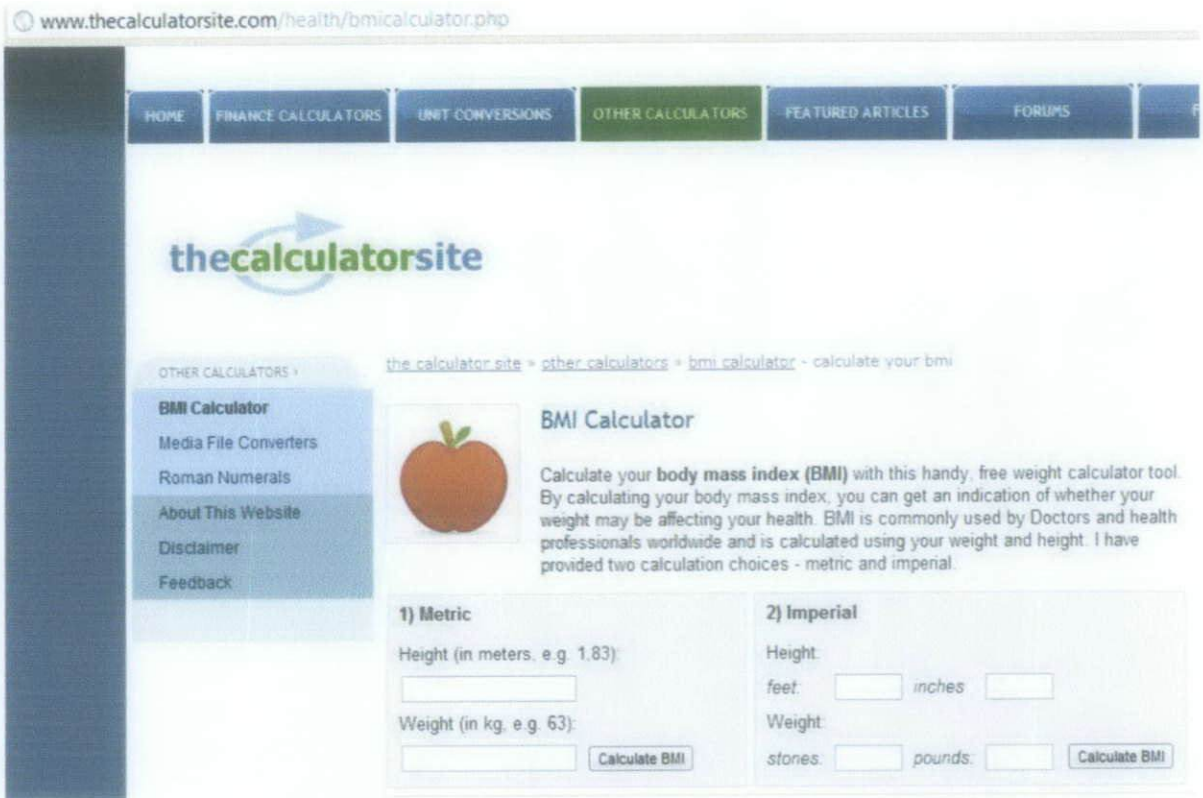 www.thecalculatorsite.com/health/bmicalculator.php
HOME FINANCE CALCULATORS UNIT CONVERSIONS OTHER CALCULATORS FEATURED ARTICLES FORUMS
thecalculatorsite
OTHER CALCULATORS ›
BMI Calculator
Media File Converters
Roman Numerals
About This Website
Disclaimer
Feedback
the calculator site » other calculators » bmi calculator - calculate your bmi
BMI Calculator
Calculate your body mass index (BMI) with this handy, free weight calculator tool.
By calculating your body mass index, you can get an indication of whether your
weight may be affecting your health. BMI is commonly used by Doctors and health
professionals worldwide and is calculated using your weight and height. I have
provided two calculation choices - metric and imperial.
1) Metric
Height (in meters, e.g. 1.83):
Weight (in kg, e.g. 63):
Calculate BMI
2) Imperial
Height:
feet: inches
Weight:
stones: pounds: Calculate BMI